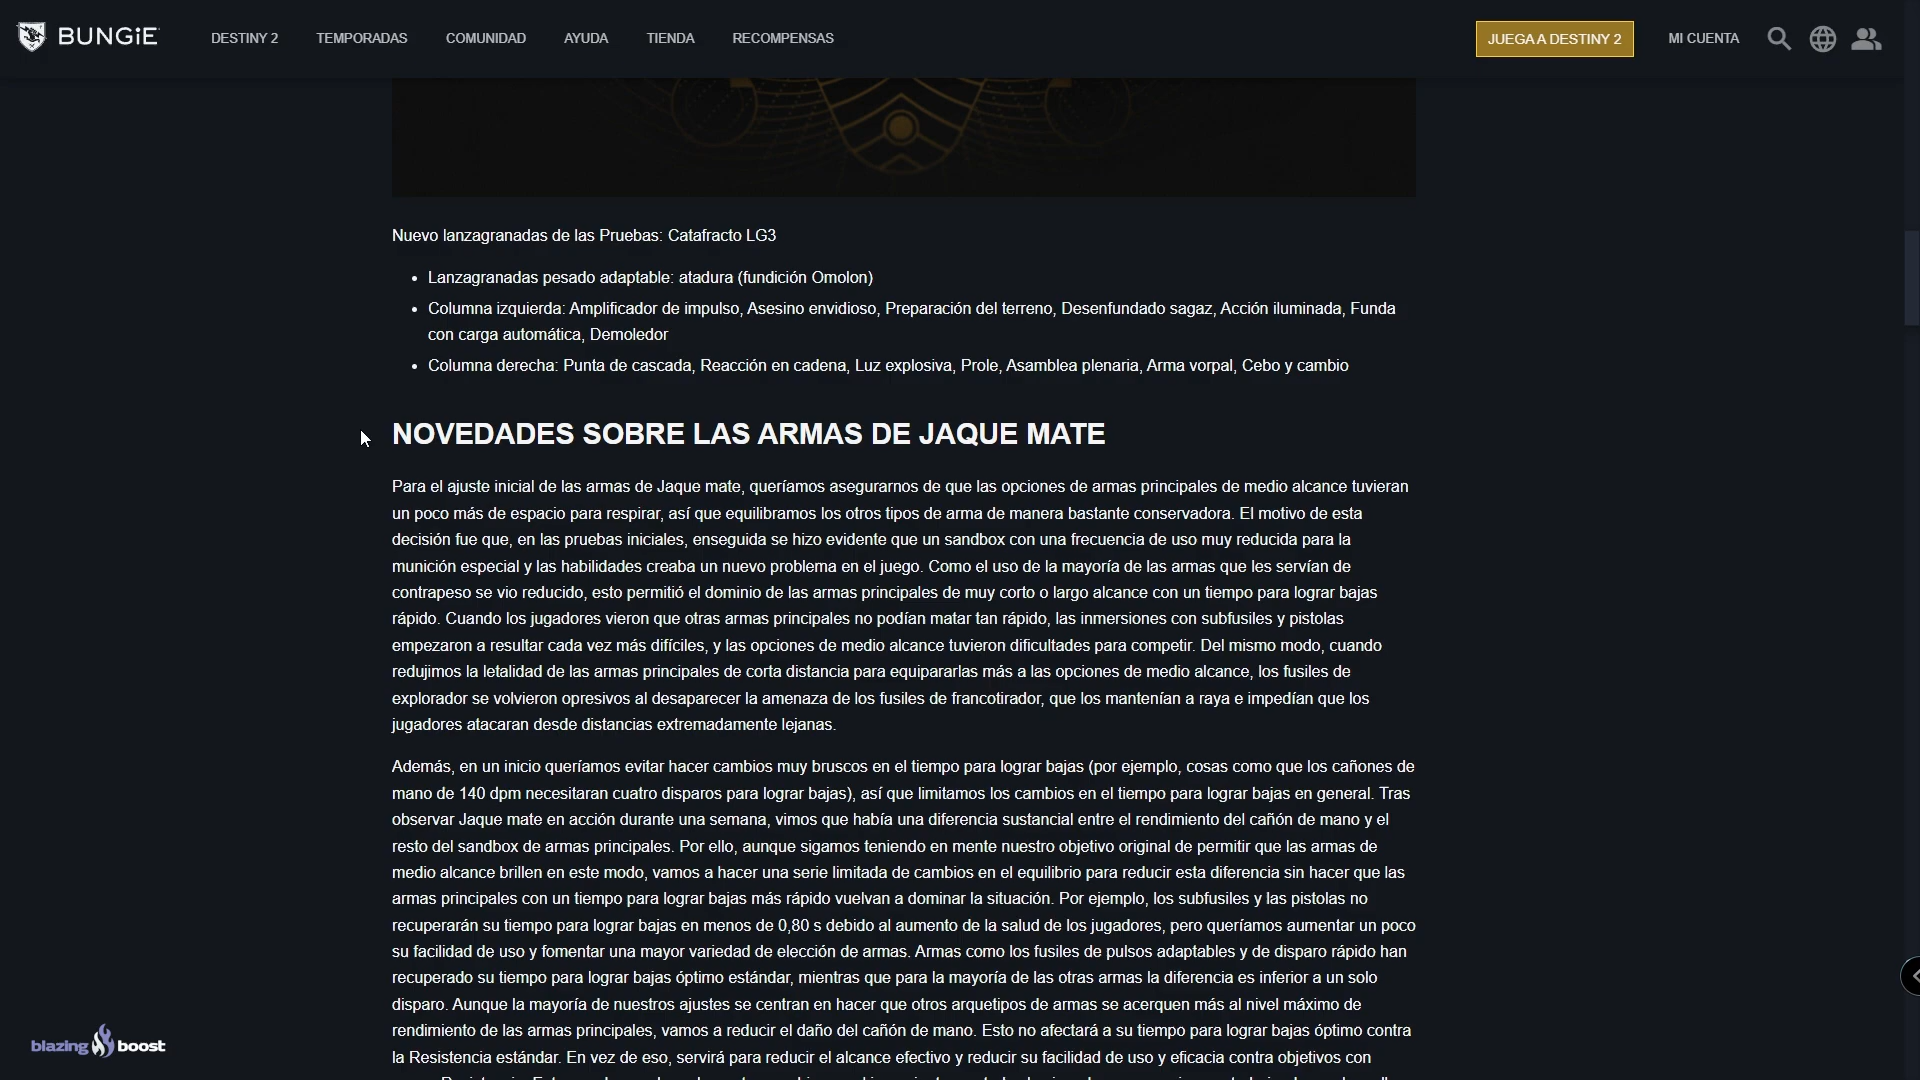 BUNGiE
DESTINY 2 TEMPORADAS COMUNIDAD AYUDA TIENDA RECOMPENSAS
JUEGA A DESTINY 2 MI CUENTA
Nuevo lanzagranadas de las Pruebas: Catafracto LG3
• Lanzagranadas pesado adaptable: atadura (fundición Omolon)
• Columna izquierda: Amplificador de impulso, Asesino envidioso, Preparación del terreno, Desenfundado sagaz, Acción iluminada, Funda
con carga automática, Demoledor
• Columna derecha: Punta de cascada, Reacción en cadena, Luz explosiva, Prole, Asamblea plenaria, Arma vorpal, Cebo y cambio
NOVEDADES SOBRE LAS ARMAS DE JAQUE MATE
Para el ajuste inicial de las armas de Jaque mate, queríamos asegurarnos de que las opciones de armas principales de medio alcance tuvieran
un poco más de espacio para respirar, así que equilibramos los otros tipos de arma de manera bastante conservadora. El motivo de esta
decisión fue que, en las pruebas iniciales, enseguida se hizo evidente que un sandbox con una frecuencia de uso muy reducida para la
munición especial y las habilidades creaba un nuevo problema en el juego. Como el uso de la mayoría de las armas que les servían de
contrapeso se vio reducido, esto permitió el dominio de las armas principales de muy corto o largo alcance con un tiempo para lograr bajas
rápido. Cuando los jugadores vieron que otras armas principales no podían matar tan rápido, las inmersiones con subfusiles y pistolas
empezaron a resultar cada vez más difíciles, y las opciones de medio alcance tuvieron dificultades para competir. Del mismo modo, cuando
redujimos la letalidad de las armas principales de corta distancia para equipararlas más a las opciones de medio alcance, los fusiles de
explorador se volvieron opresivos al desaparecer la amenaza de los fusiles de francotirador, que los mantenían a raya e impedían que los
jugadores atacaran desde distancias extremadamente lejanas.
Además, en un inicio queríamos evitar hacer cambios muy bruscos en el tiempo para lograr bajas (por ejemplo, cosas como que los cañones de
mano de 140 dpm necesitaran cuatro disparos para lograr bajas), así que limitamos los cambios en el tiempo para lograr bajas en general. Tras
observar Jaque mate en acción durante una semana, vimos que había una diferencia sustancial entre el rendimiento del cañón de mano y el
resto del sandbox de armas principales. Por ello, aunque sigamos teniendo en mente nuestro objetivo original de permitir que las armas de
medio alcance brillen en este modo, vamos a hacer una serie limitada de cambios en el equilibrio para reducir esta diferencia sin hacer que las
armas principales con un tiempo para lograr bajas más rápido vuelvan a dominar la situación. Por ejemplo, los subfusiles y las pistolas no
recuperarán su tiempo para lograr bajas en menos de 0,80 s debido al aumento de la salud de los jugadores, pero queríamos aumentar un poco
su facilidad de uso y fomentar una mayor variedad de elección de armas. Armas como los fusiles de pulsos adaptables y de disparo rápido han
recuperado su tiempo para lograr bajas óptimo estándar, mientras que para la mayoría de las otras armas la diferencia es inferior a un solo
disparo. Aunque la mayoría de nuestros ajustes se centran en hacer que otros arquetipos de armas se acerquen más al nivel máximo de
rendimiento de las armas principales, vamos a reducir el daño del cañón de mano. Esto no afectará a su tiempo para lograr bajas óptimo contra
la Resistencia estándar. En vez de eso, servirá para reducir el alcance efectivo y reducir su facilidad de uso y eficacia contra objetivos con
blazing boost